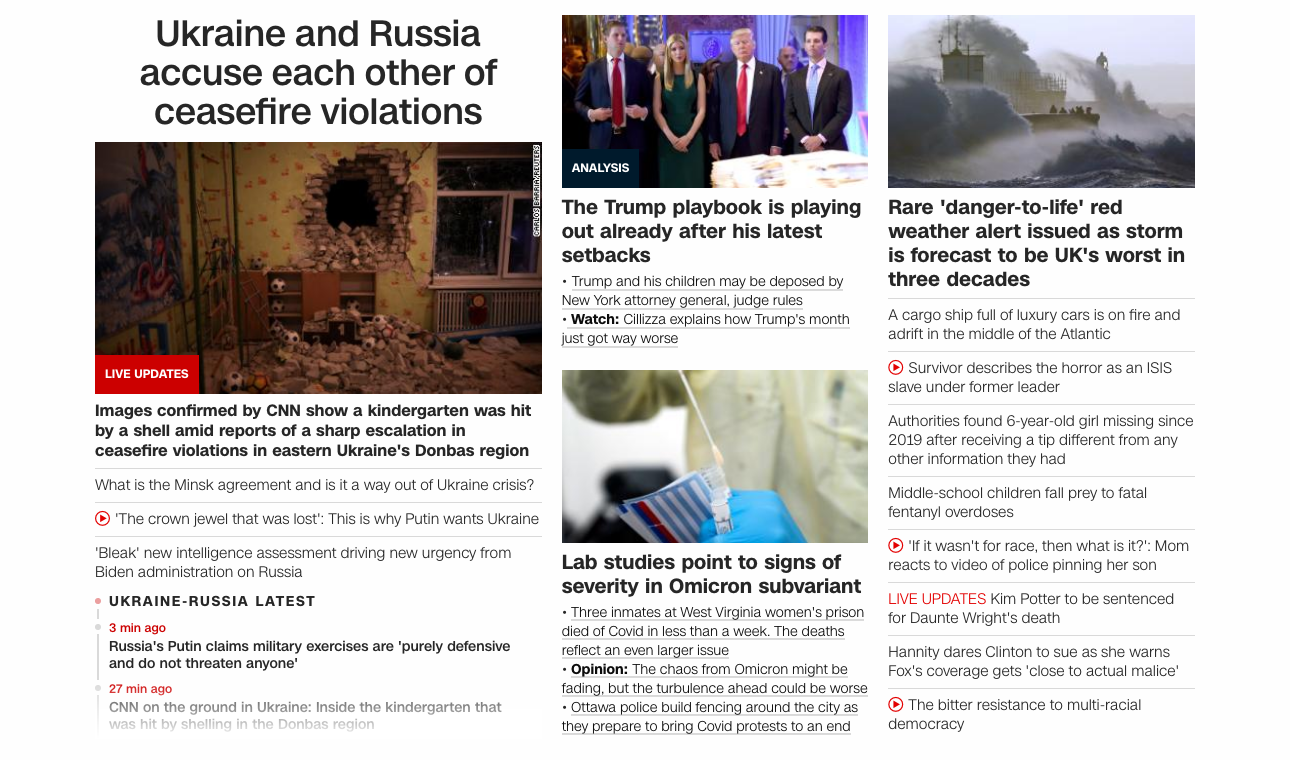 Ukraine and Russia
accuse each other of
ceasefire violations
CARLOS BARRIA/REUTERS
LIVE UPDATES
Images confirmed by CNN show a kindergarten was hit
by a shell amid reports of a sharp escalation in
ceasefire violations in eastern Ukraine's Donbas region
What is the Minsk agreement and is it a way out of Ukraine crisis?
'The crown jewel that was lost': This is why Putin wants Ukraine
'Bleak' new intelligence assessment driving new urgency from
Biden administration on Russia
UKRAINE-RUSSIA LATEST
3 min ago
Russia's Putin claims military exercises are 'purely defensive
and do not threaten anyone'
27 min ago
CNN on the ground in Ukraine: Inside the kindergarten that
was hit by shelling in the Donbas region
ANALYSIS
The Trump playbook is playing
out already after his latest
setbacks
• Trump and his children may be deposed by
New York attorney general, judge rules
• Watch: Cillizza explains how Trump's month
just got way worse
Lab studies point to signs of
severity in Omicron subvariant
• Three inmates at West Virginia women's prison
died of Covid in less than a week. The deaths
reflect an even larger issue
• Opinion: The chaos from Omicron might be
fading, but the turbulence ahead could be worse
• Ottawa police build fencing around the city as
they prepare to bring Covid protests to an end
Rare 'danger-to-life' red
weather alert issued as storm
is forecast to be UK's worst in
three decades
A cargo ship full of luxury cars is on fire and
adrift in the middle of the Atlantic
Survivor describes the horror as an ISIS
slave under former leader
Authorities found 6-year-old girl missing since
2019 after receiving a tip different from any
other information they had
Middle-school children fall prey to fatal
fentanyl overdoses
'If it wasn't for race, then what is it?': Mom
reacts to video of police pinning her son
LIVE UPDATES Kim Potter to be sentenced
for Daunte Wright's death
Hannity dares Clinton to sue as she warns
Fox's coverage gets 'close to actual malice'
The bitter resistance to multi-racial
democracy